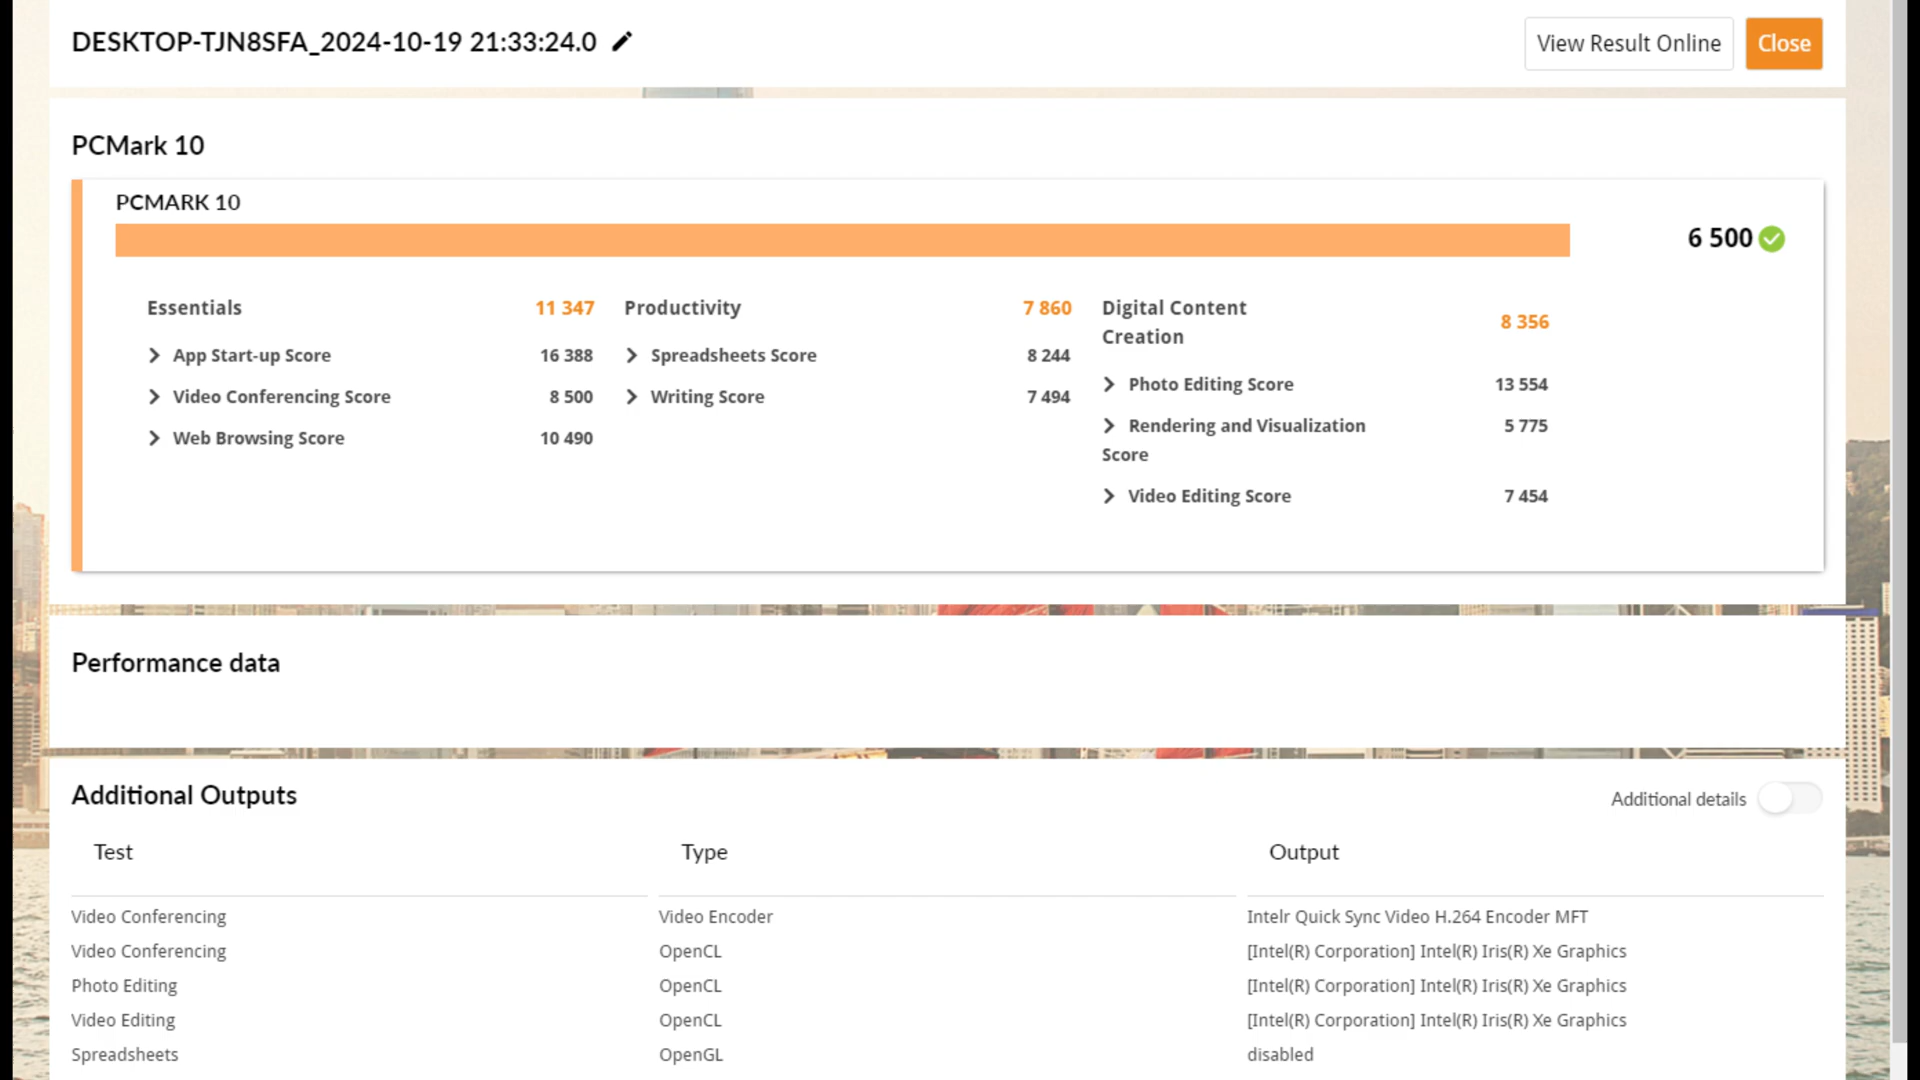 DESKTOP-TJN8SFA_2024-10-19 21:33:24.0
View Result Online
Close
PCMark 10
PCMARK 10
6 500
Essentials 11 347
App Start-up Score 16 388
Video Conferencing Score 8 500
Web Browsing Score 10 490
Productivity 7 860
Spreadsheets Score 8 244
Writing Score 7 494
Digital Content
Creation
8 356
Photo Editing Score 13 554
Rendering and Visualization 5 775
Score
Video Editing Score 7 454
Performance data
Additional Outputs
Additional details
Test Type Output
Video Conferencing Video Encoder Intelr Quick Sync Video H.264 Encoder MFT
Video Conferencing OpenCL [Intel(R) Corporation] Intel(R) Iris(R) Xe Graphics
Photo Editing OpenCL [Intel(R) Corporation] Intel(R) Iris(R) Xe Graphics
Video Editing OpenCL [Intel(R) Corporation] Intel(R) Iris(R) Xe Graphics
Spreadsheets OpenGL disabled